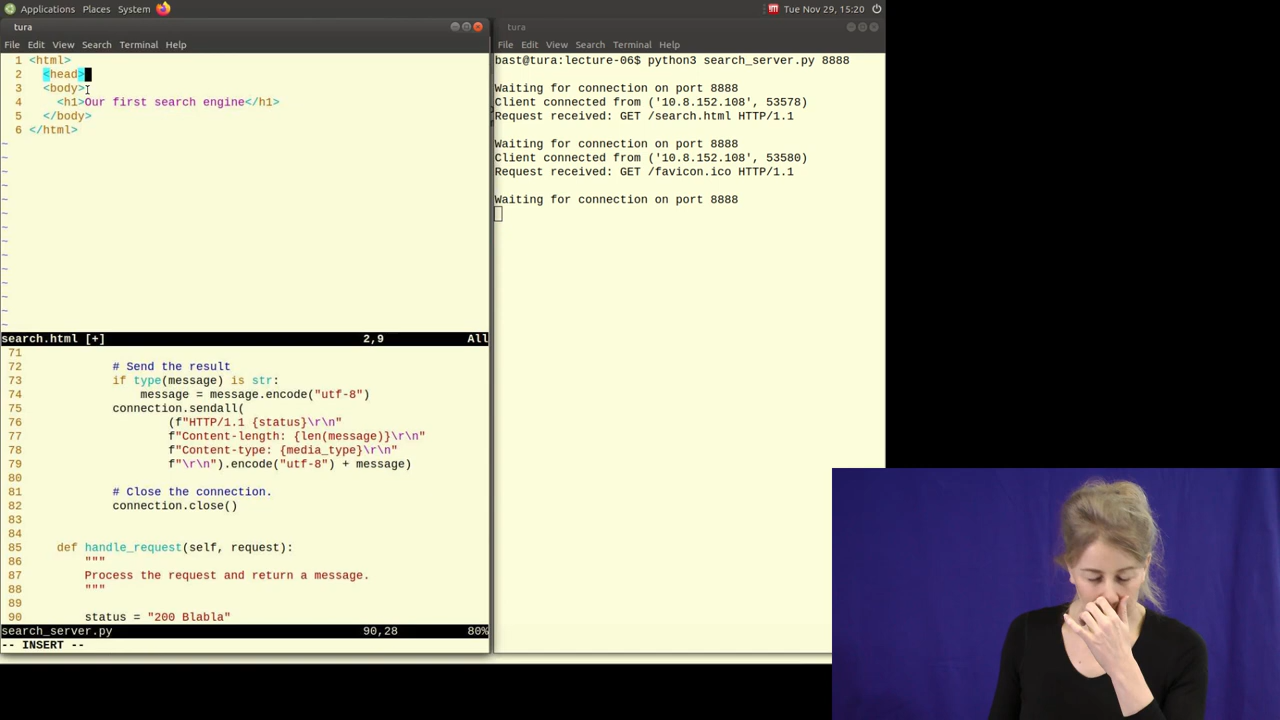 Applications Places System Tue Nov 29, 15:20
tura
File Edit View Search Terminal Help
1 <html>
2   <head>
3   <body>
4     <h1>Our first search engine</h1>
5   </body>
6 </html>
~
~
~
~
~
~
~
~
~
~
~
~
~
~
search.html [+] 2,9 All
71
72             # Send the result
73             if type(message) is str:
74                 message = message.encode("utf-8")
75             connection.sendall(
76                     (f"HTTP/1.1 {status}\r\n"
77                     f"Content-length: {len(message)}\r\n"
78                     f"Content-type: {media_type}\r\n"
79                     f"\r\n").encode("utf-8") + message)
80
81             # Close the connection.
82             connection.close()
83
84
85     def handle_request(self, request):
86         """
87         Process the request and return a message.
88         """
89
90         status = "200 Blabla"
search_server.py 90,28 80%
-- INSERT --
tura
File Edit View Search Terminal Help
bast@tura:lecture-06$ python3 search_server.py 8888
Waiting for connection on port 8888
Client connected from ('10.8.152.108', 53578)
Request received: GET /search.html HTTP/1.1
Waiting for connection on port 8888
Client connected from ('10.8.152.108', 53580)
Request received: GET /favicon.ico HTTP/1.1
Waiting for connection on port 8888